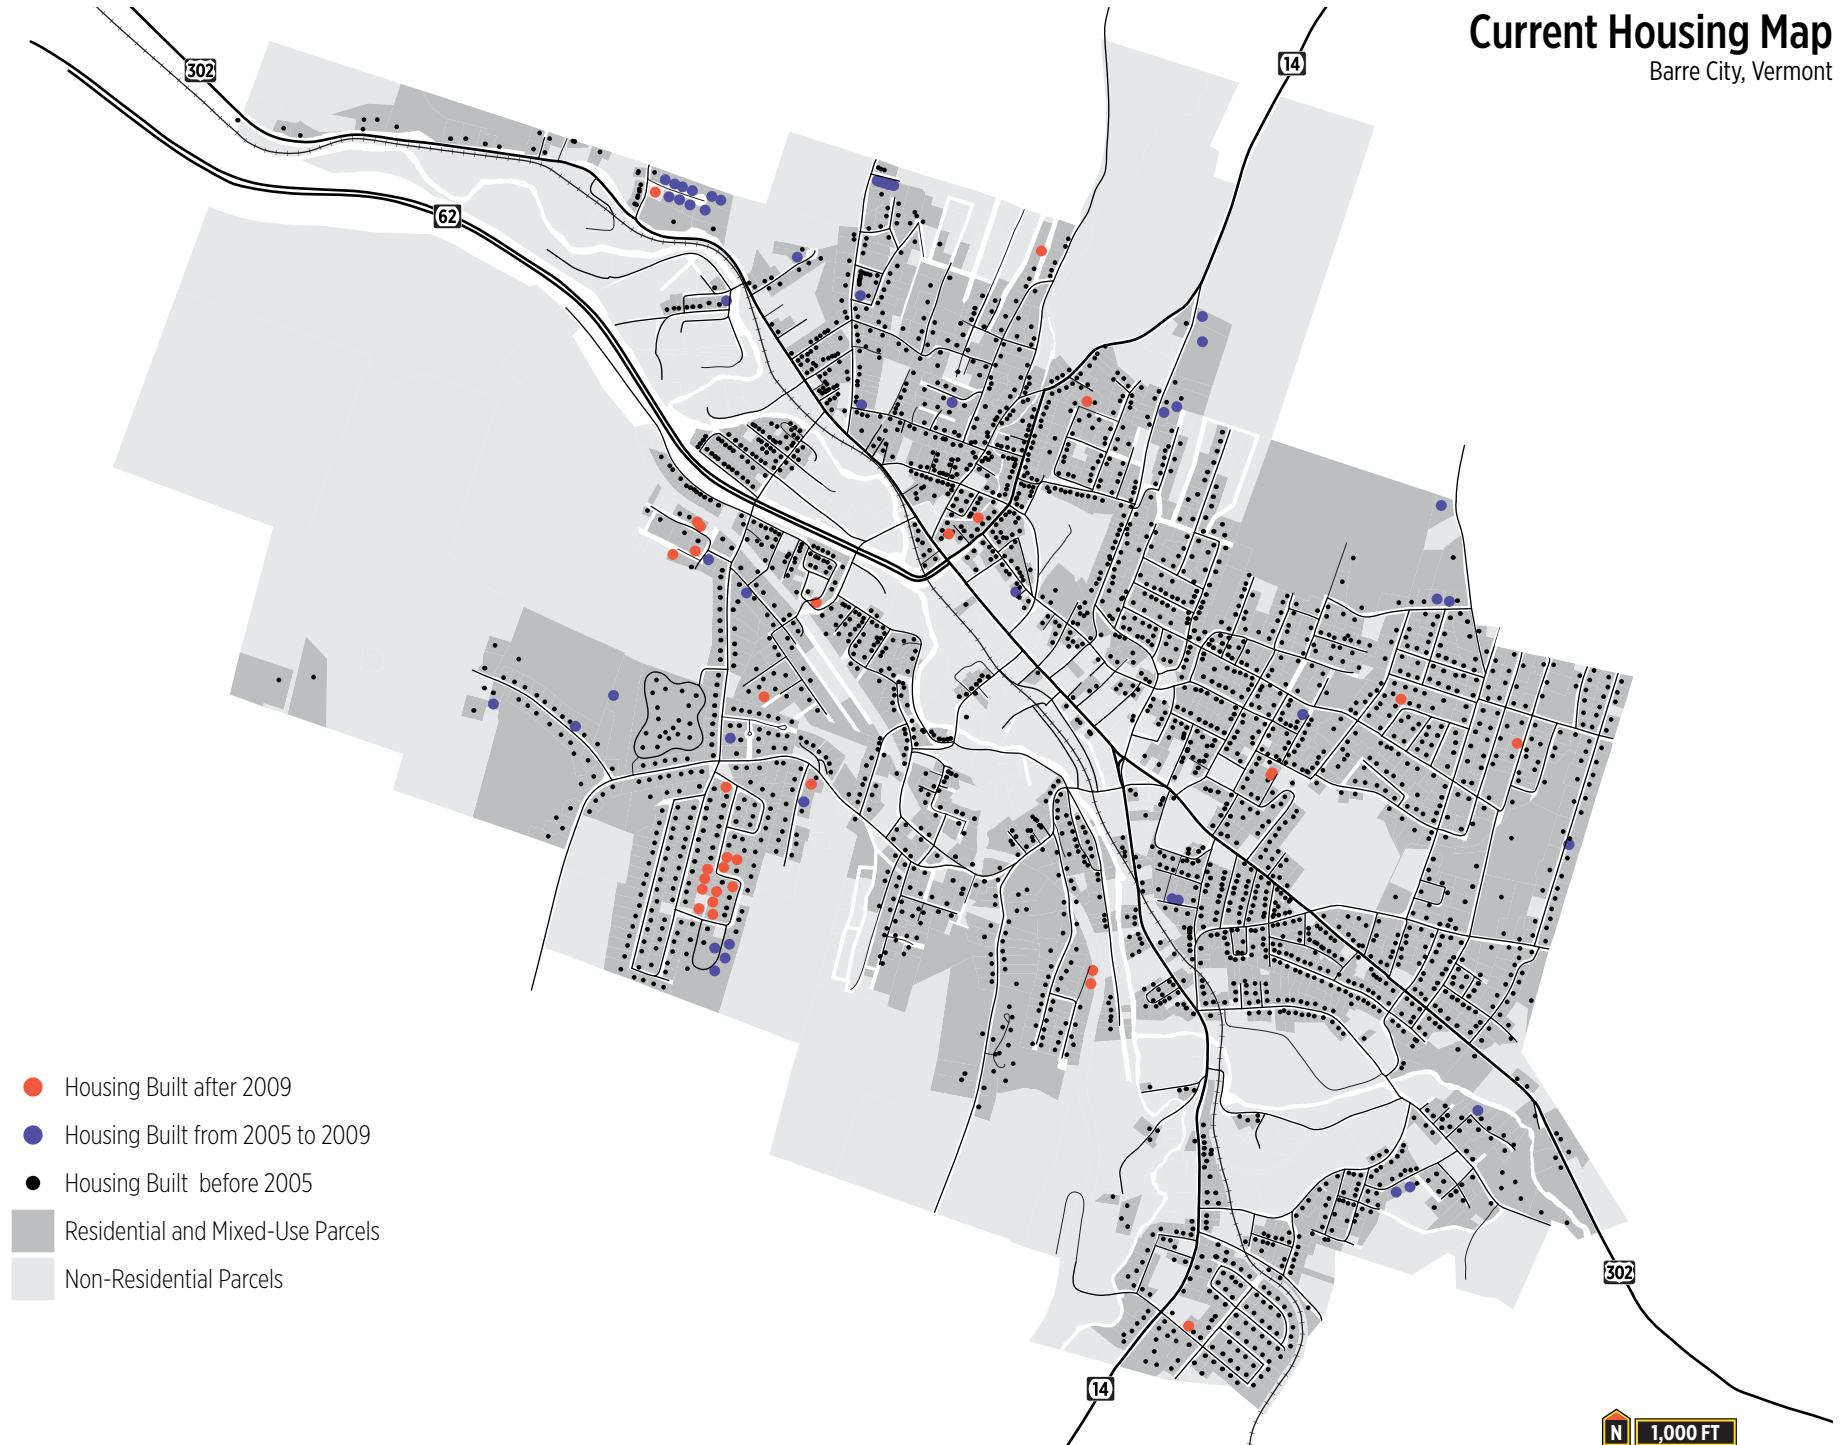 Current Housing Map
Barre City, Vermont
302
14
62
Housing Built after 2009
Housing Built from 2005 to 2009
Housing Built before 2005
Residential and Mixed-Use Parcels
Non-Residential Parcels
302
14
N 1,000 FT